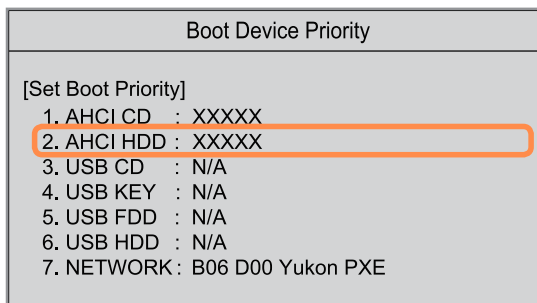 Boot Device Priority
[Set Boot Priority]
1. AHCI CD : XXXXX
2. AHCI HDD : XXXXX
3. USB CD : N/A
4. USB KEY : N/A
5. USB FDD : N/A
6. USB HDD : N/A
7. NETWORK : B06 D00 Yukon PXE